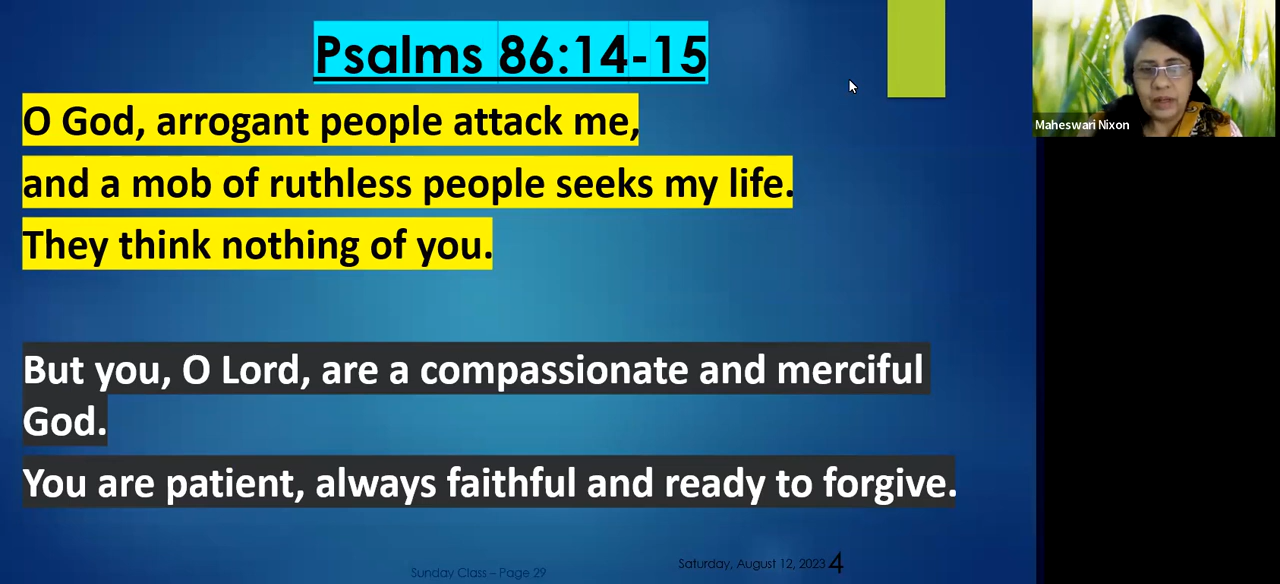 Psalms 86:14-15
O God, arrogant people attack me,
and a mob of ruthless people seeks my life.
They think nothing of you.
But you, O Lord, are a compassionate and merciful
God.
You are patient, always faithful and ready to forgive.
Maheswari Nixon
Sunday Class – Page 29
Saturday, August 12, 2023 4